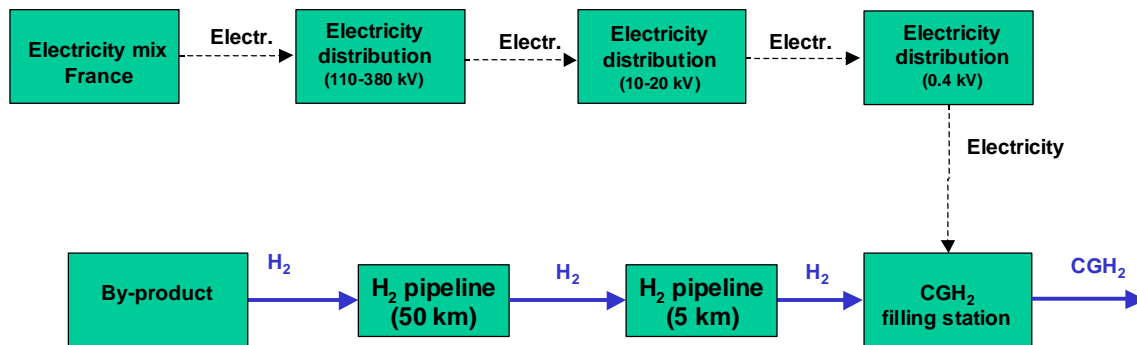 Electricity mix
France
Electr.
Electricity
distribution
(110-380 kV)
Electr.
Electricity
distribution
(10-20 kV)
Electr.
Electricity
distribution
(0.4 kV)
Electricity
By-product
H₂
H₂ pipeline
(50 km)
H₂
H₂ pipeline
(5 km)
H₂
CGH₂
filling station
CGH₂